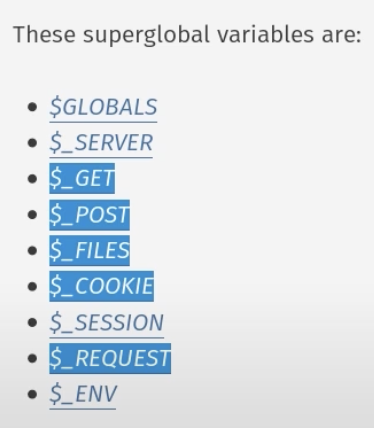 These superglobal variables are:
$GLOBALS
$_SERVER
$_GET
$_POST
$_FILES
$_COOKIE
$_SESSION
$_REQUEST
$_ENV